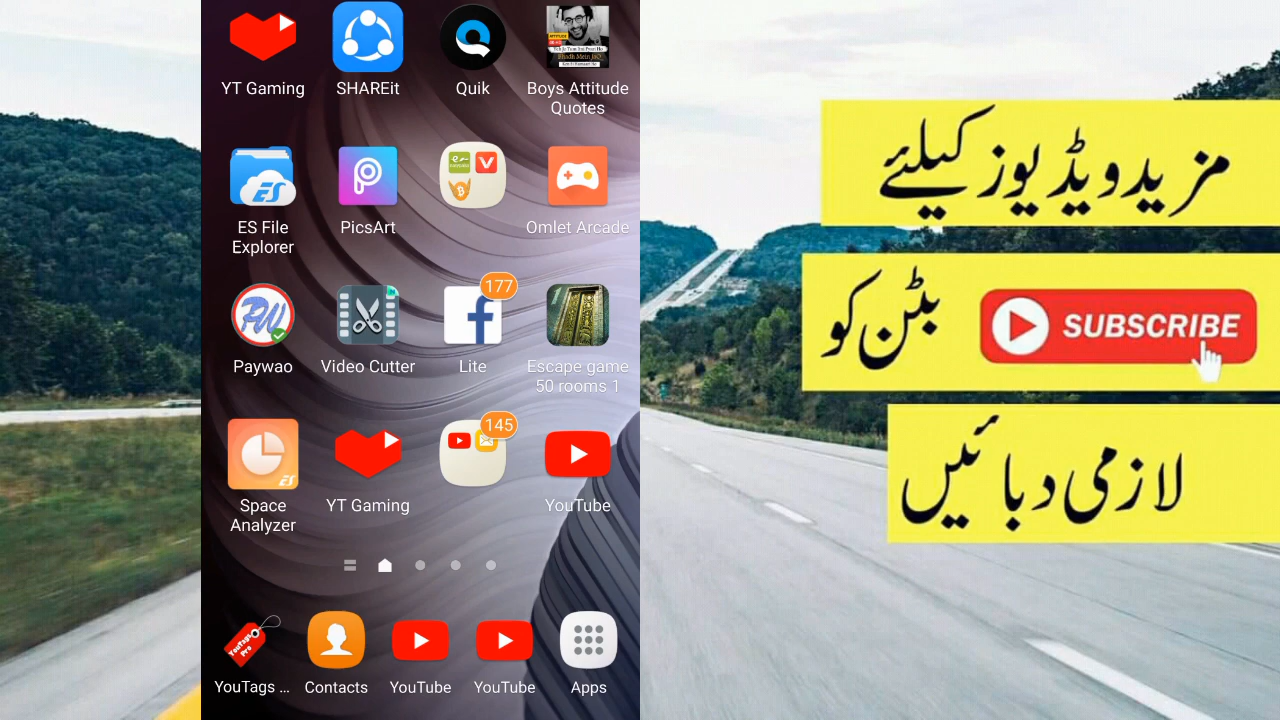 YT Gaming
SHAREit
Quik
Boys Attitude
Quotes
ES File
Explorer
PicsArt
Omlet Arcade
Paywao
Video Cutter
177
Lite
Escape game
50 rooms 1
Space
Analyzer
YT Gaming
145
YouTube
YouTags ...
Contacts
YouTube
YouTube
Apps
مزید ویڈیوز کیلئے
بٹن کو
SUBSCRIBE
لازمی دبائیں